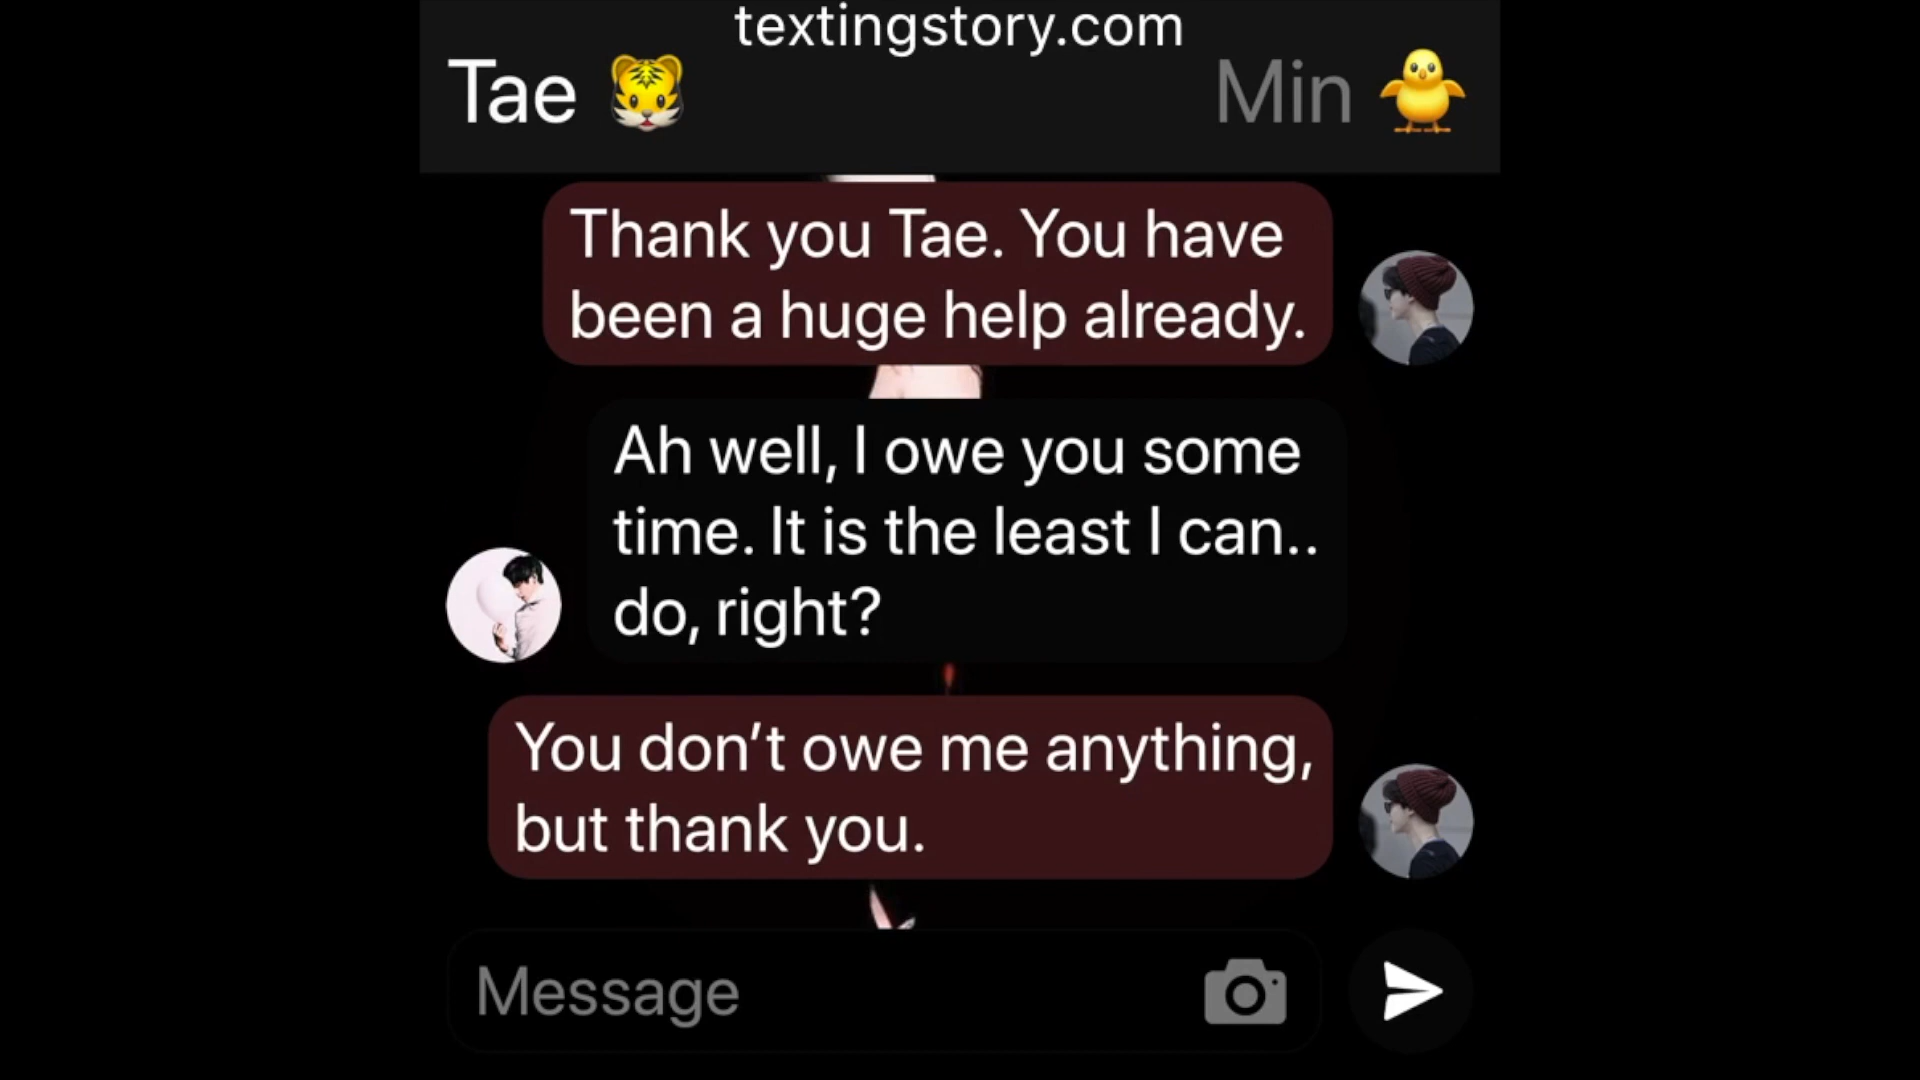 textingstory.com
Tae 🐯 Min 🐥
Thank you Tae. You have
been a huge help already.
Ah well, I owe you some
time. It is the least I can..
do, right?
You don’t owe me anything,
but thank you.
Message